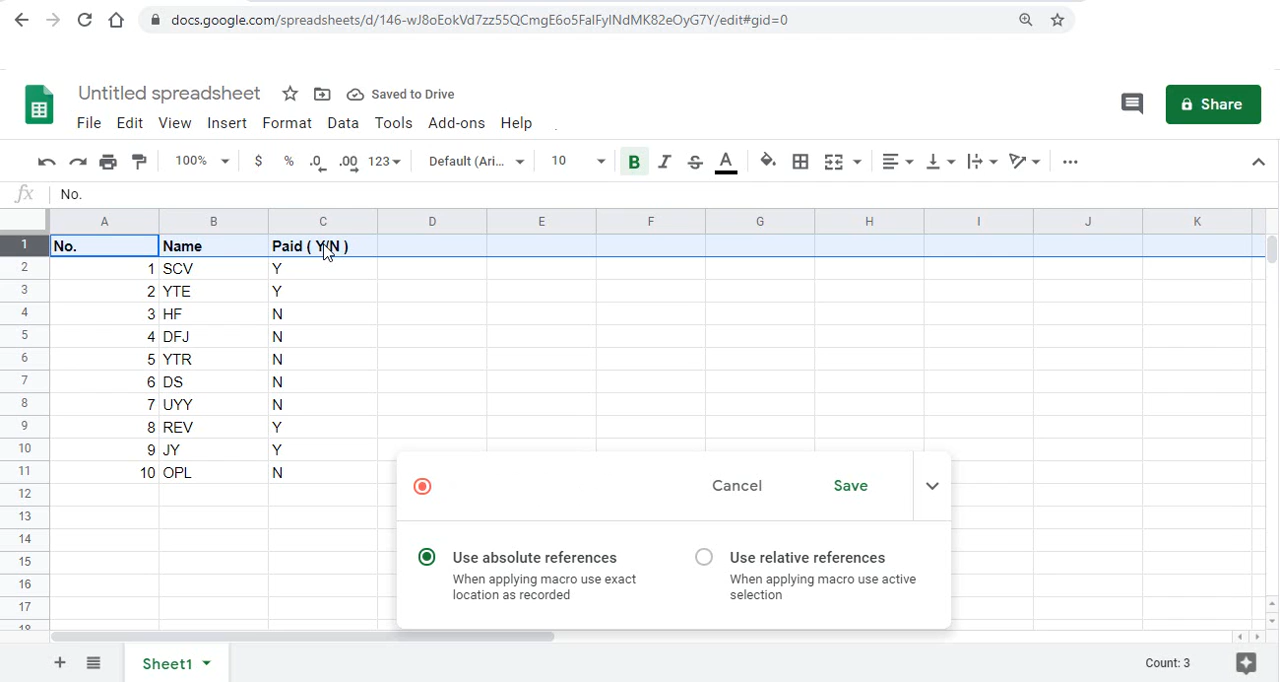 docs.google.com/spreadsheets/d/146-wJ8oEokVd7zz55QCmgE6o5FaIFyINdMK82eOyG7Y/edit#gid=0
Untitled spreadsheet Saved to Drive
Share
File Edit View Insert Format Data Tools Add-ons Help
100% $ % .0 .00 123 Default (Ari... 10 B I S A
fx No.
A B C D E F G H I J K
1 No. Name Paid ( Y/N )
2 1 SCV Y
3 2 YTE Y
4 3 HF N
5 4 DFJ N
6 5 YTR N
7 6 DS N
8 7 UYY N
9 8 REV Y
10 9 JY Y
11 10 OPL N
12
13
14
15
16
17
18
Cancel Save
Use absolute references
When applying macro use exact
location as recorded
Use relative references
When applying macro use active
selection
Sheet1
Count: 3